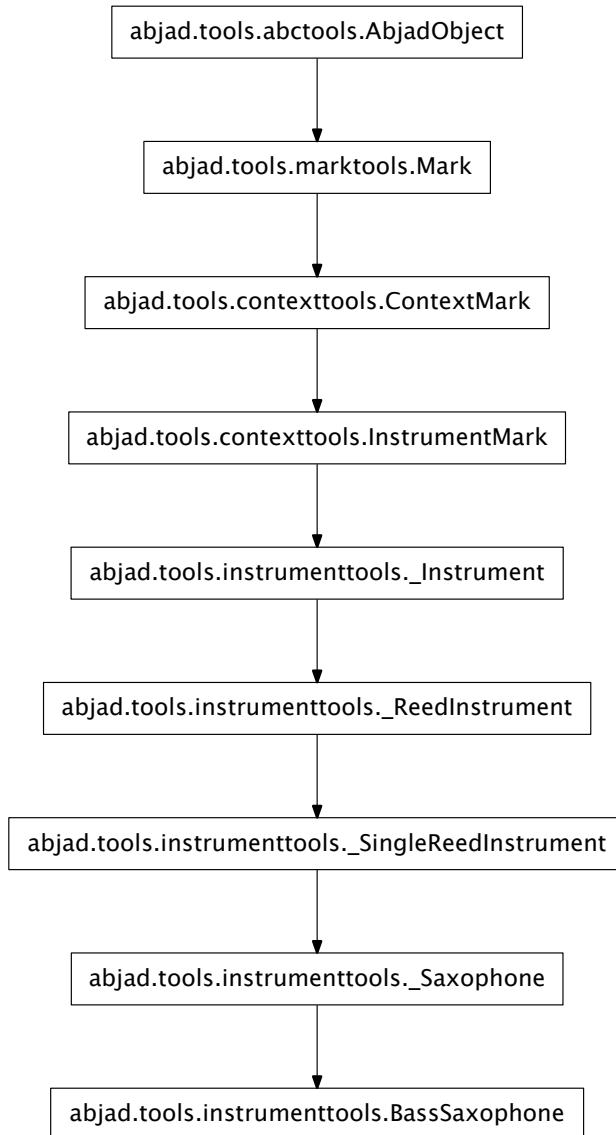 abjad.tools.abctools.AbjadObject
abjad.tools.marktools.Mark
abjad.tools.contexttools.ContextMark
abjad.tools.contexttools.InstrumentMark
abjad.tools.instrumenttools._Instrument
abjad.tools.instrumenttools._ReedInstrument
abjad.tools.instrumenttools._SingleReedInstrument
abjad.tools.instrumenttools._Saxophone
abjad.tools.instrumenttools.BassSaxophone